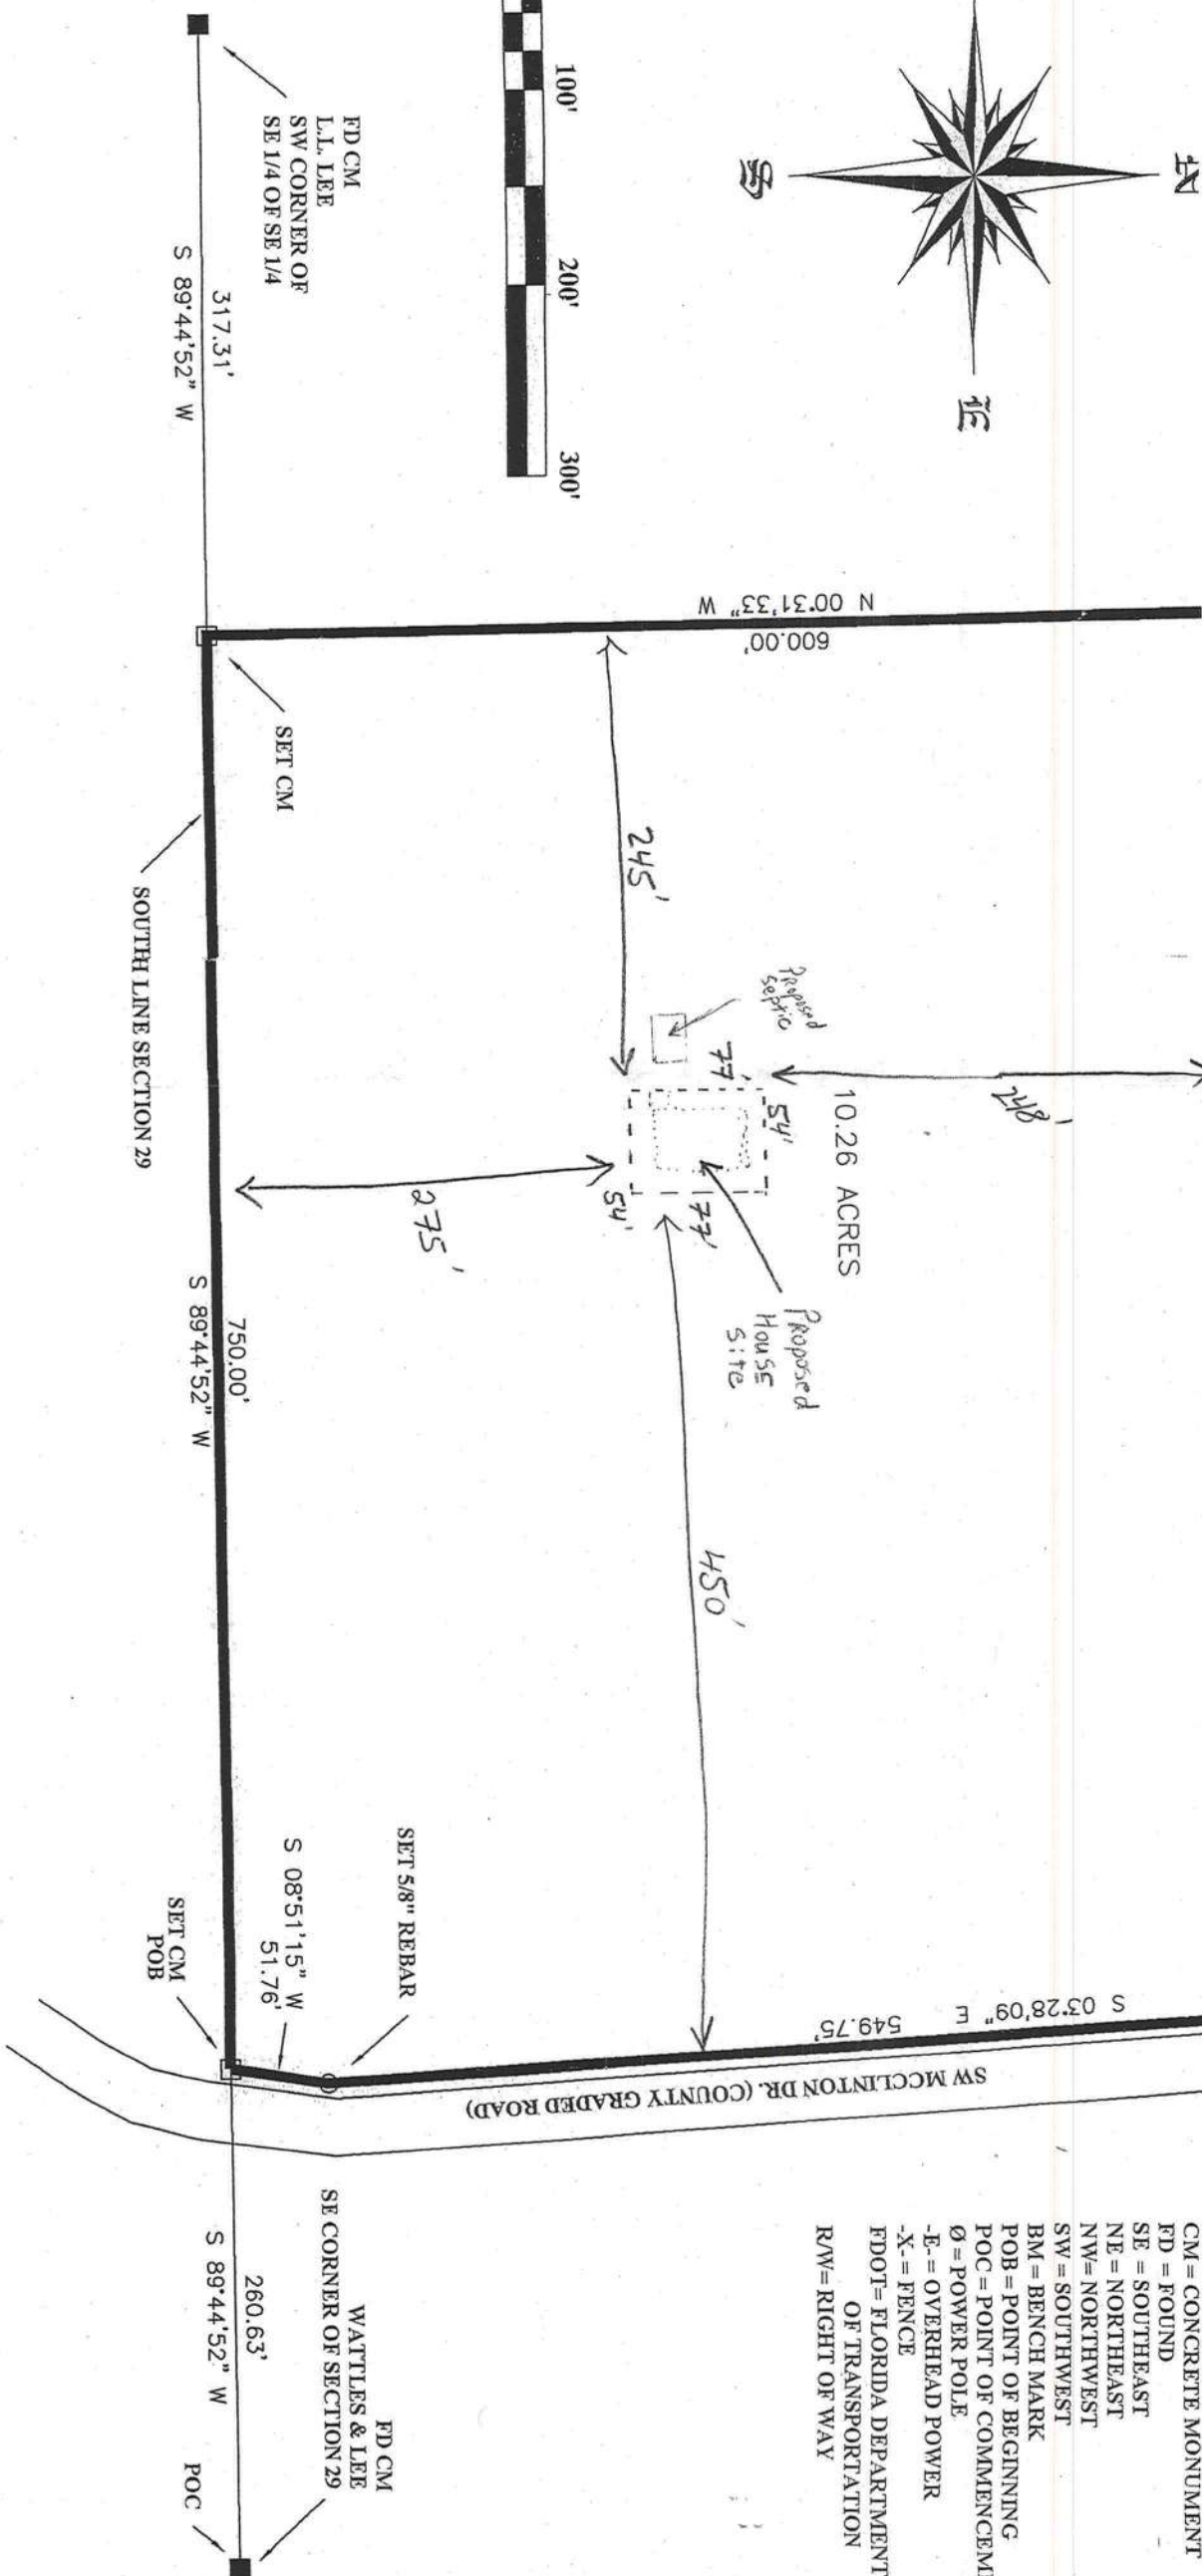 N
S
E
100'
200'
300'
FD CM
L.L. LEE
SW CORNER OF
SE 1/4 OF SE 1/4
317.31'
S 89°44'52" W
N 00°31'33" W
600.00'
SET CM
SOUTH LINE SECTION 29
245'
Proposed
septic
77'
54'
248'
10.26 ACRES
275'
54'
77'
Proposed
House
site
750.00'
S 89°44'52" W
450'
SET 5/8" REBAR
S 08°51'15" W
51.76'
SET CM
POB
S 03°28'09" E
549.75'
SW MCCLINTON DR. (COUNTY GRADED ROAD)
CM = CONCRETE MONUMENT
FD = FOUND
SE = SOUTHEAST
NE = NORTHEAST
NW = NORTHWEST
SW = SOUTHWEST
BM = BENCH MARK
POB = POINT OF BEGINNING
POC = POINT OF COMMENCEM
Ø = POWER POLE
-E- = OVERHEAD POWER
-X- = FENCE
FDOT= FLORIDA DEPARTMENT
OF TRANSPORTATION
R/W= RIGHT OF WAY
260.63'
S 89°44'52" W
FD CM
WATTLES & LEE
SE CORNER OF SECTION 29
POC